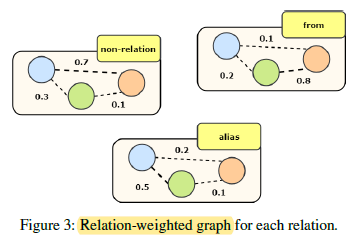 non-relation
0.7
0.3
0.1
from
0.1
0.2
0.8
alias
0.2
0.5
0.1
Figure 3: Relation-weighted graph for each relation.